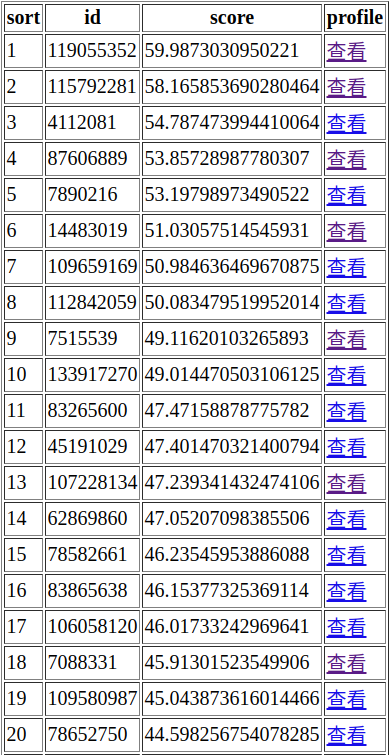 sort id score profile
1 119055352 59.9873030950221 查看
2 115792281 58.165853690280464 查看
3 4112081 54.787473994410064 查看
4 87606889 53.85728987780307 查看
5 7890216 53.19798973490522 查看
6 14483019 51.03057514545931 查看
7 109659169 50.984636469670875 查看
8 112842059 50.083479519952014 查看
9 7515539 49.11620103265893 查看
10 133917270 49.014470503106125 查看
11 83265600 47.47158878775782 查看
12 45191029 47.401470321400794 查看
13 107228134 47.239341432474106 查看
14 62869860 47.05207098385506 查看
15 78582661 46.23545953886088 查看
16 83865638 46.15377325369114 查看
17 106058120 46.01733242969641 查看
18 7088331 45.91301523549906 查看
19 109580987 45.043873616014466 查看
20 78652750 44.598256754078285 查看